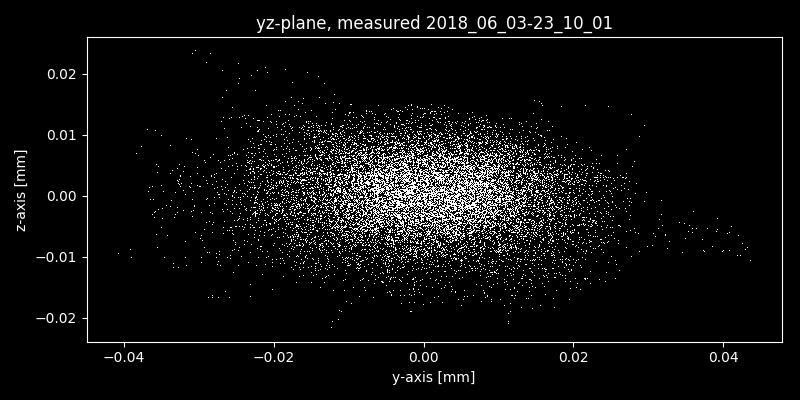 yz-plane, measured 2018_06_03-23_10_01
0.02
0.01
0.00
−0.01
−0.02
z-axis [mm]
−0.04 −0.02 0.00 0.02 0.04
y-axis [mm]